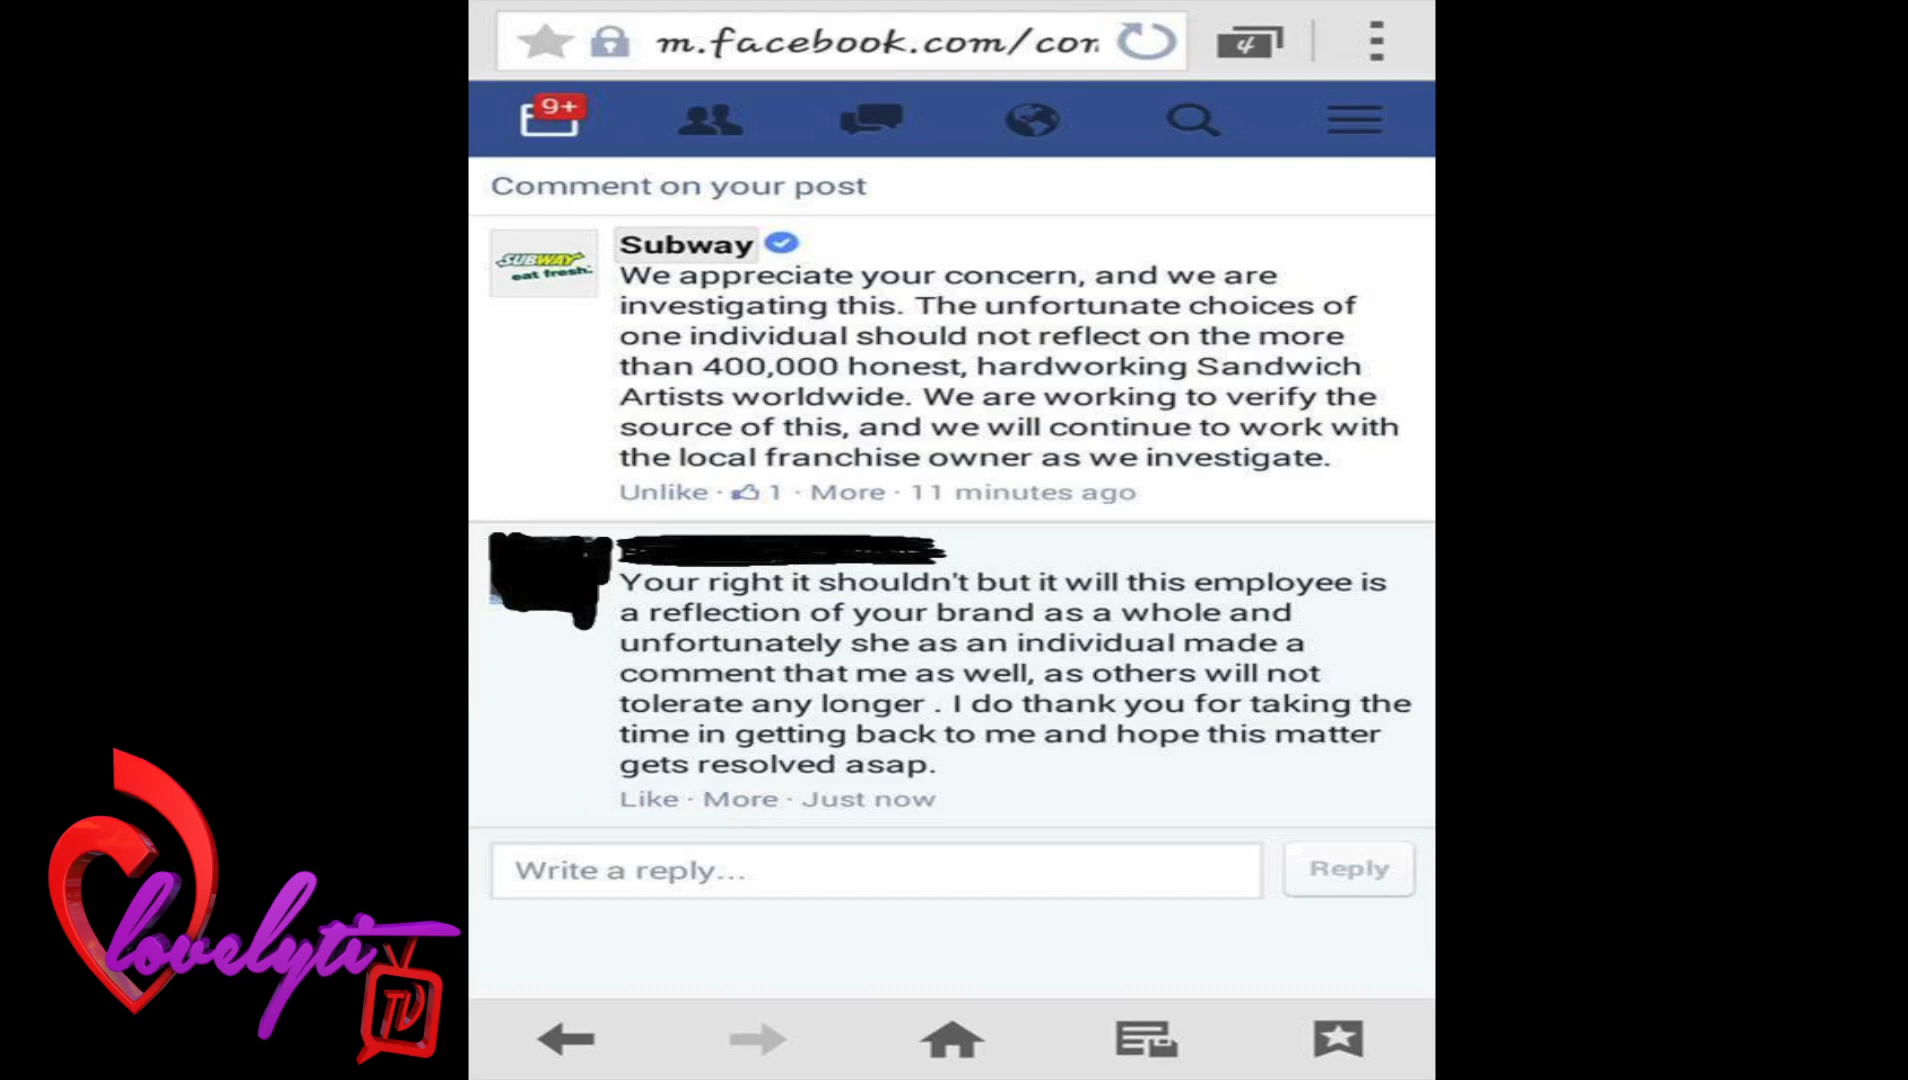 m.facebook.com/con
4
9+
Comment on your post
SUBWAY
eat fresh.
Subway
We appreciate your concern, and we are
investigating this. The unfortunate choices of
one individual should not reflect on the more
than 400,000 honest, hardworking Sandwich
Artists worldwide. We are working to verify the
source of this, and we will continue to work with
the local franchise owner as we investigate.
Unlike · 1 · More · 11 minutes ago
Your right it shouldn't but it will this employee is
a reflection of your brand as a whole and
unfortunately she as an individual made a
comment that me as well, as others will not
tolerate any longer . I do thank you for taking the
time in getting back to me and hope this matter
gets resolved asap.
Like · More · Just now
Write a reply...
Reply
lovelyti
TV